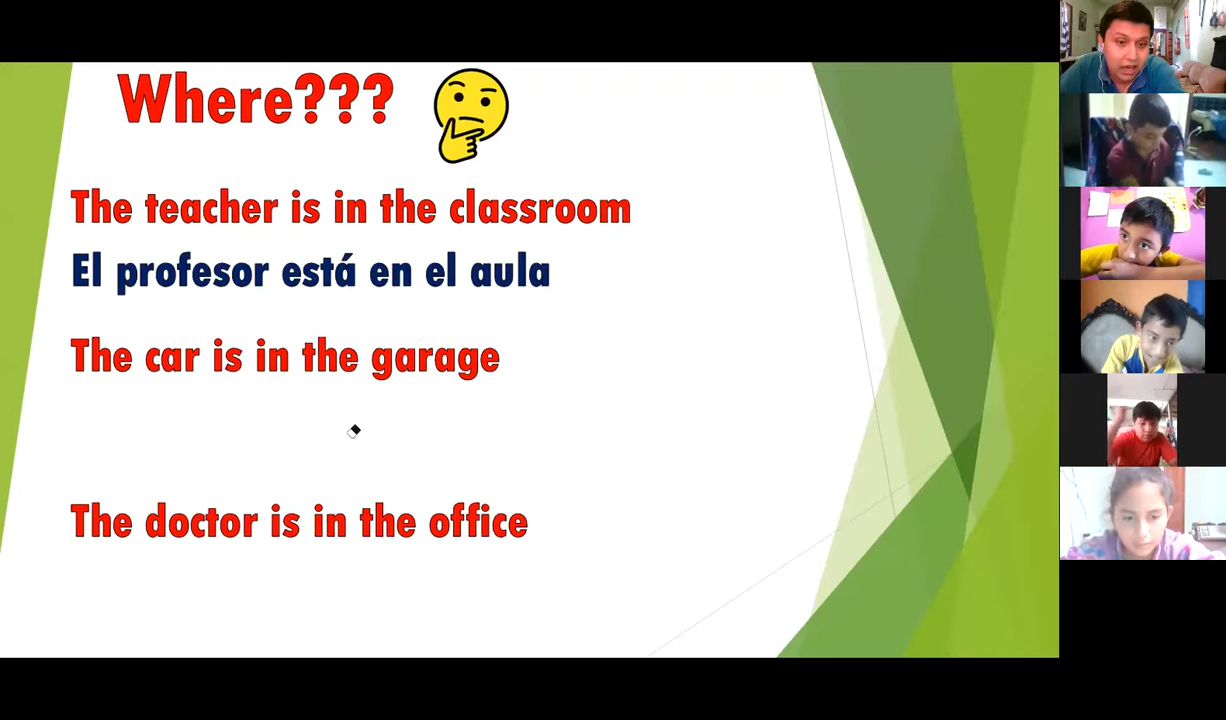 Where???
The teacher is in the classroom
El profesor está en el aula
The car is in the garage
The doctor is in the office